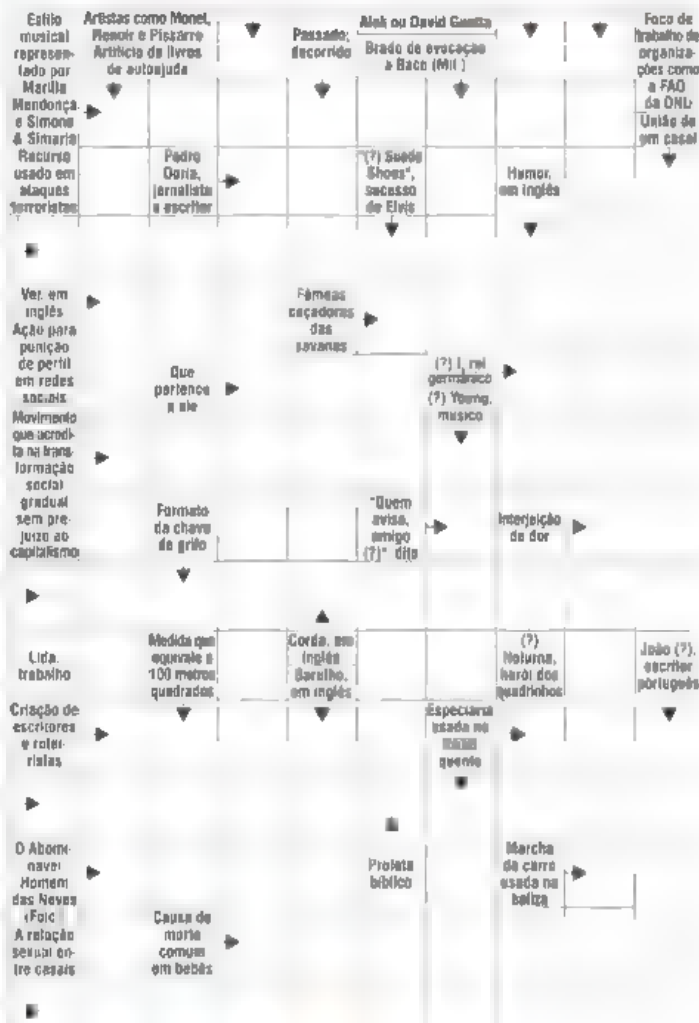 Estilo
musical
represen-
tado por
Marília
Mendonça
e Simone
& Simaria
Artistas como Monet,
Renoir e Pissarro
Artifício de livros
de autoajuda
Passado;
decorrido
Alok ou David Guetta
Brado de evocação
a Baco (Mit.)
Foco de
trabalho de
organiza-
ções como
a FAO
da ONU
União de
um casal
Recurso
usado em
ataques
terroristas
Pedro
Doria,
jornalista
e escritor
"(?) Suede
Shoes",
sucesso
de Elvis
Humor,
em inglês
Ver, em
inglês
Ação para
punição
de perfil
em redes
sociais
Fêmeas
caçadoras
das
savanas
Que
pertence
a ele
(?) I, rei
germânico
(?) Young,
músico
Movimento
que acredi-
ta na trans-
formação
social
gradual
sem pre-
juízo ao
capitalismo
Formato
da chave
de grifo
"Quem
avisa,
amigo
(?)" dito
Interjeição
de dor
Lida,
trabalho
Medida que
equivale a
100 metros
quadrados
Corda, em
inglês
Barulho,
em inglês
(?)
Noturna,
herói dos
quadrinhos
João (?),
escritor
português
Criação de
escritores
e rotei-
ristas
Especiaria
usada no
quente
O Abomi-
nável
Homem
das Neves
(Folc.)
A relação
sexual en-
tre casais
Profeta
bíblico
Marcha
de carro
usada na
baliza
Causa de
morte
comum
em bebês